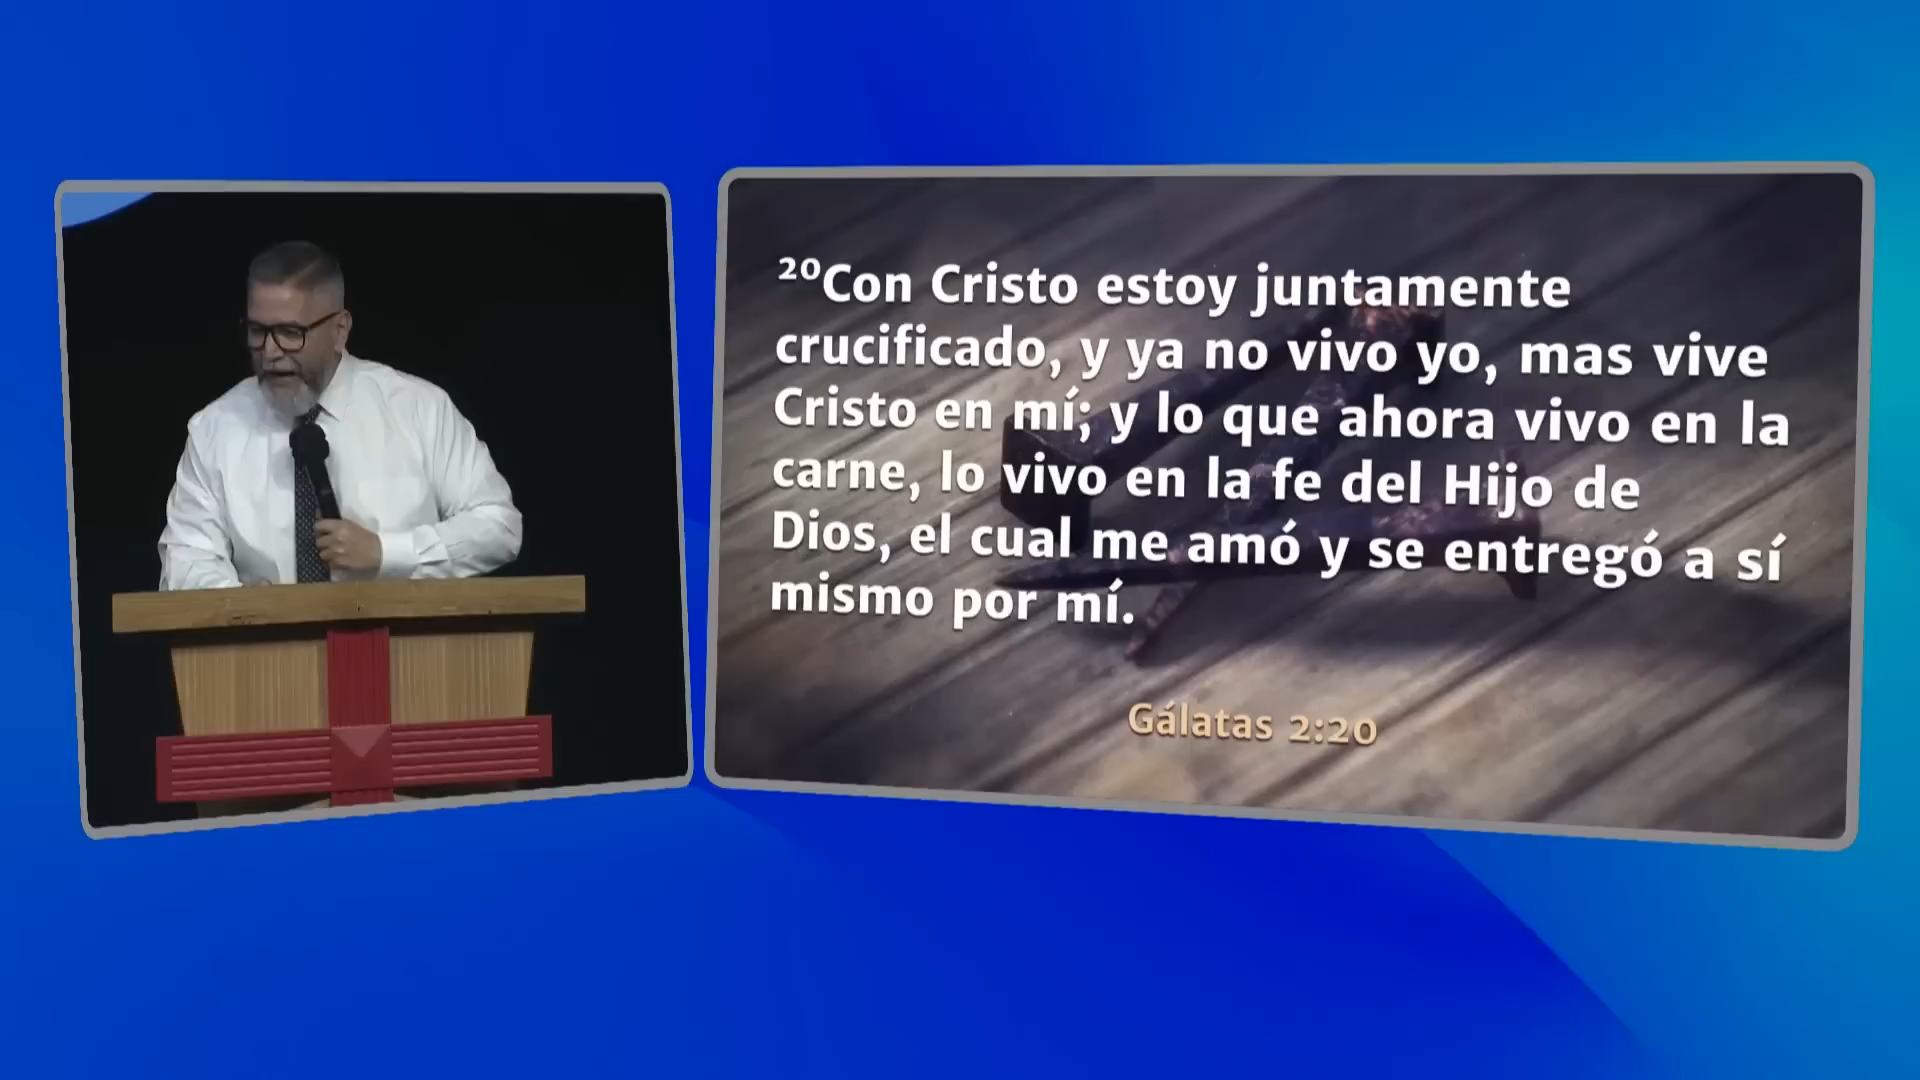 ²⁰Con Cristo estoy juntamente
crucificado, y ya no vivo yo, mas vive
Cristo en mí; y lo que ahora vivo en la
carne, lo vivo en la fe del Hijo de
Dios, el cual me amó y se entregó a sí
mismo por mí.
Gálatas 2:20